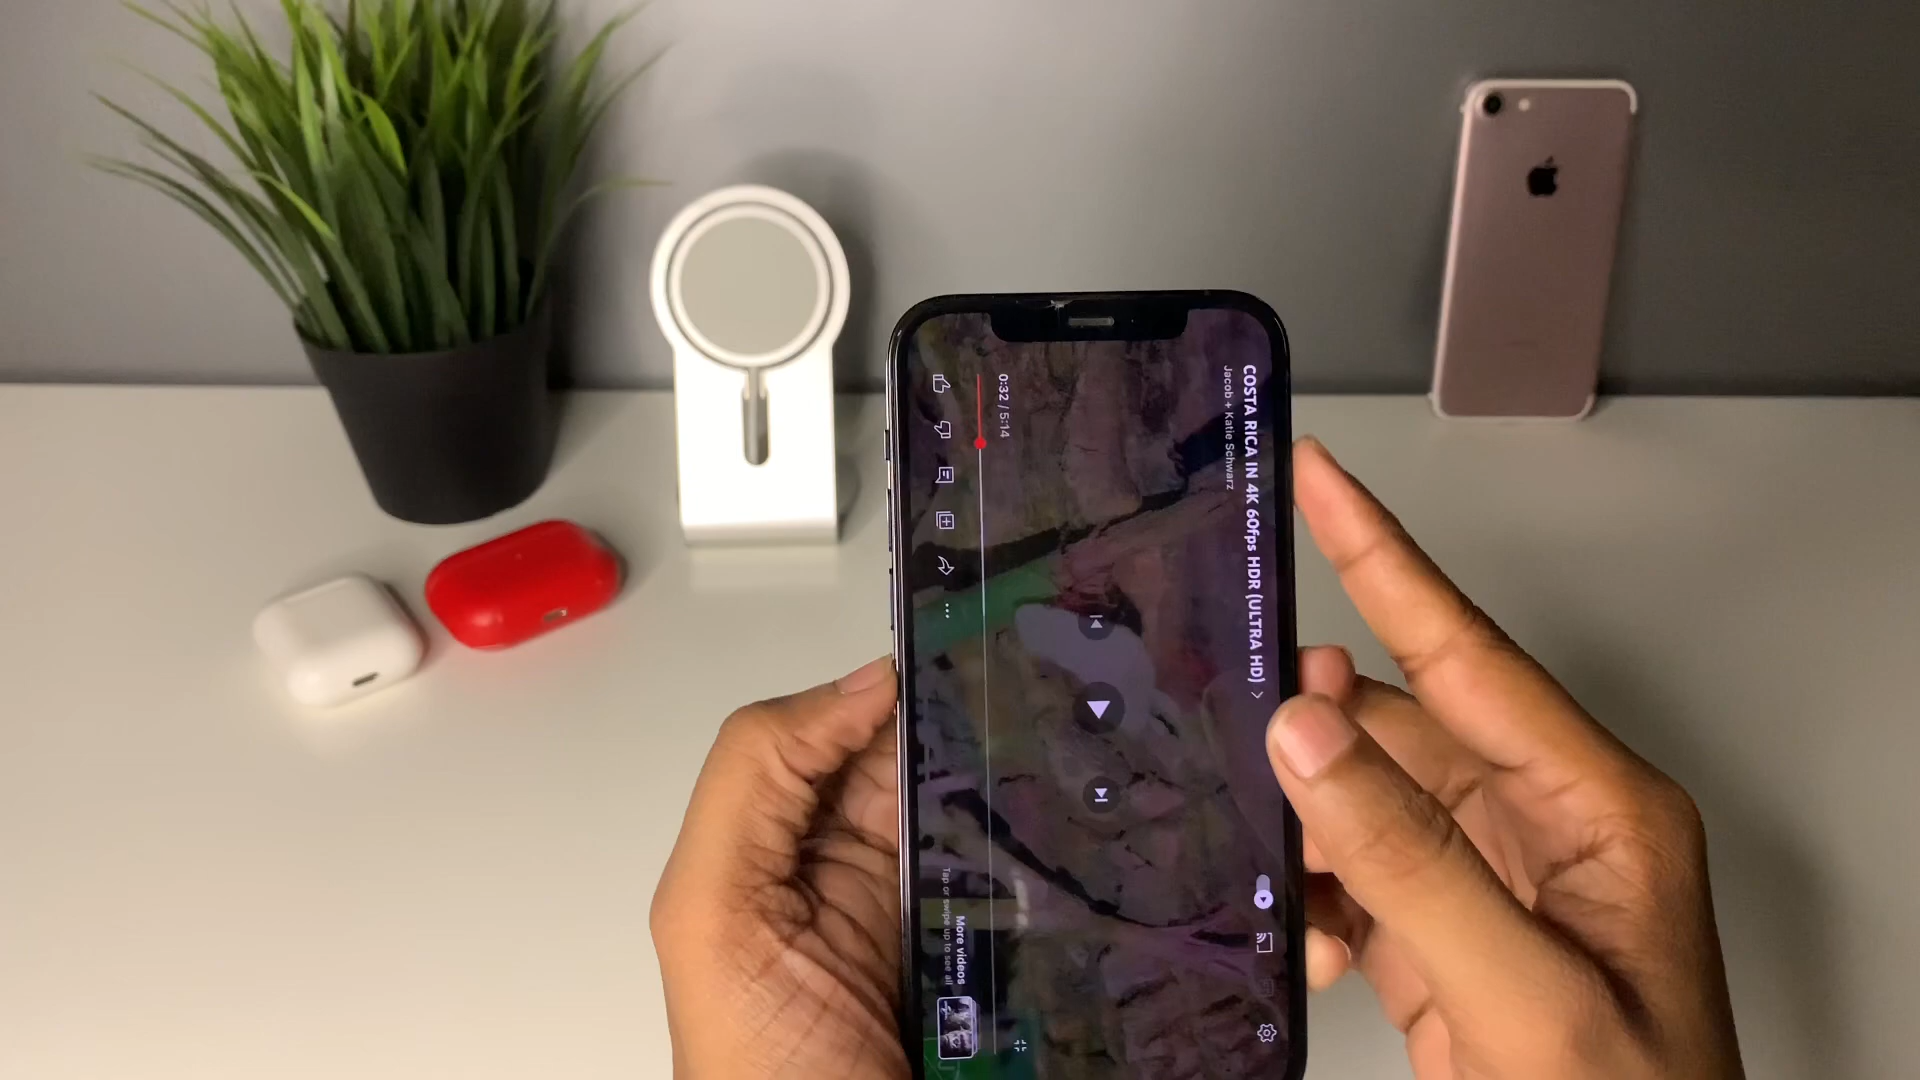 COSTA RICA IN 4K 60fps HDR (ULTRA HD)
Jacob + Katie Schwarz
0:32 / 5:14
More videos
Tap or swipe up to see all